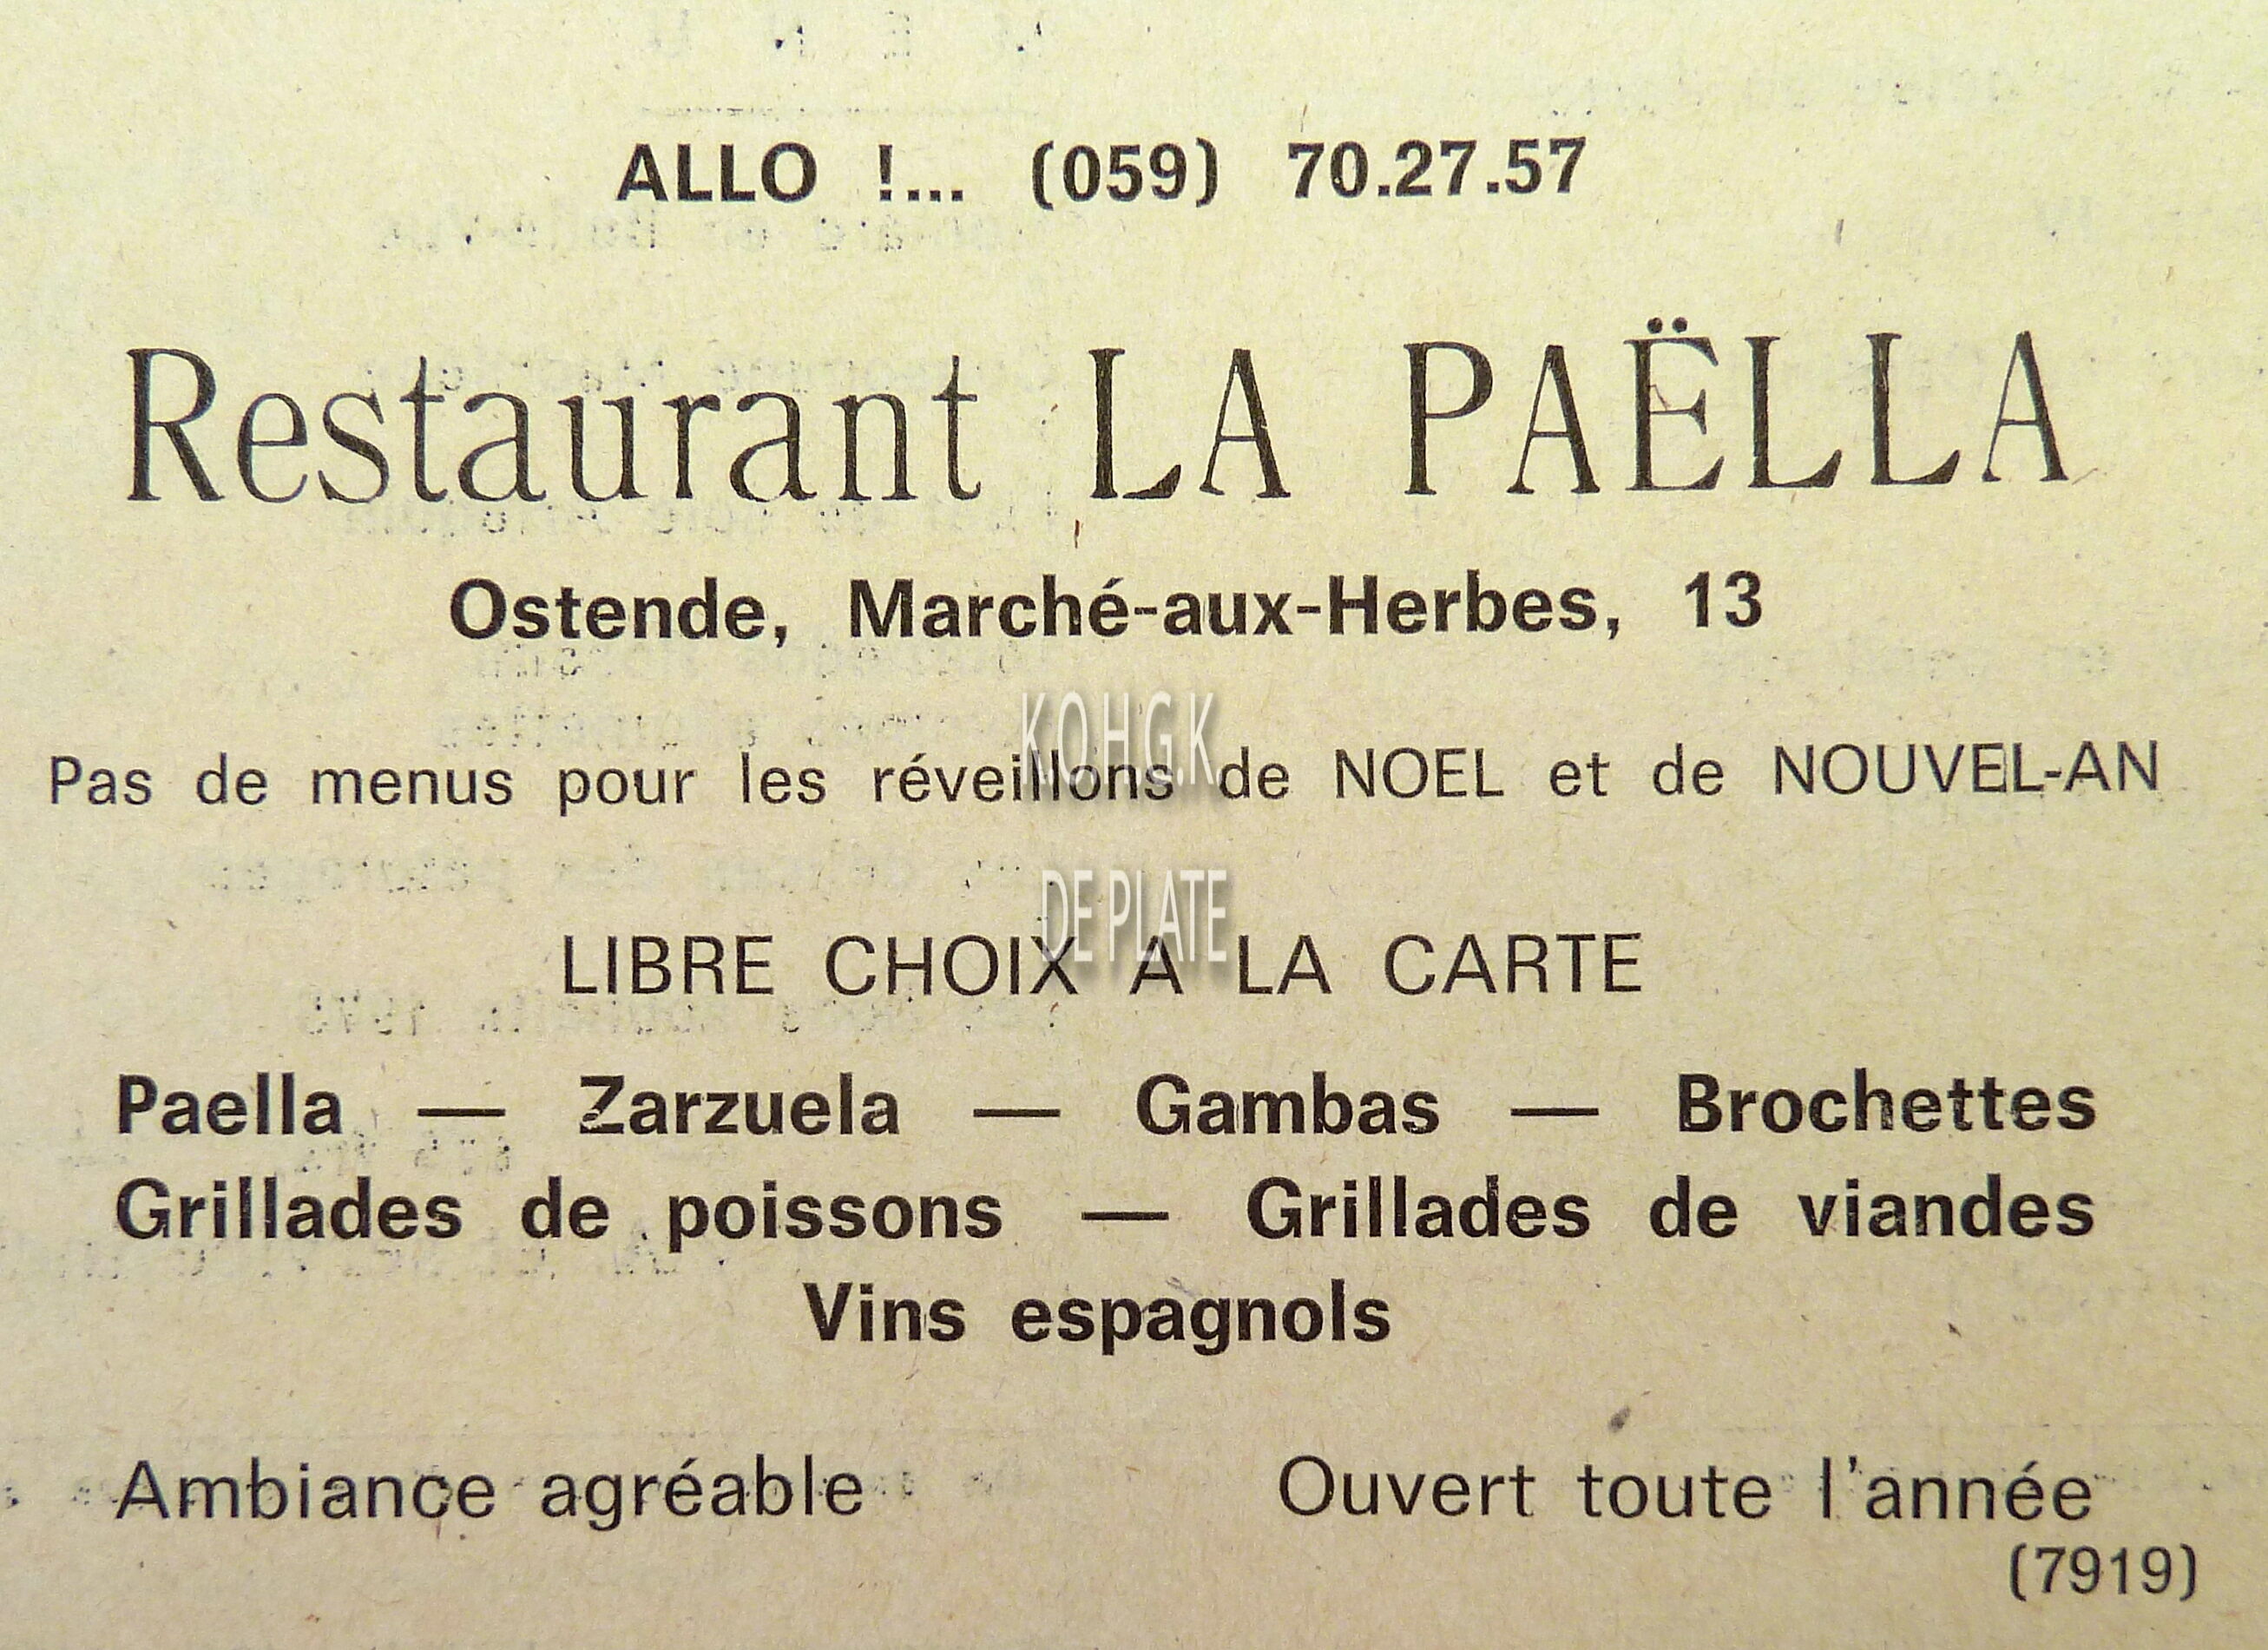 ALLO !... (059) 70.27.57
Restaurant LA PAËLLA
Ostende, Marché-aux-Herbes, 13
K.O.H.G.K
Pas de menus pour les réveillons de NOEL et de NOUVEL-AN
DE PLATE
LIBRE CHOIX A LA CARTE
Paella — Zarzuela — Gambas — Brochettes
Grillades de poissons — Grillades de viandes
Vins espagnols
Ambiance agréable Ouvert toute l'année
(7919)